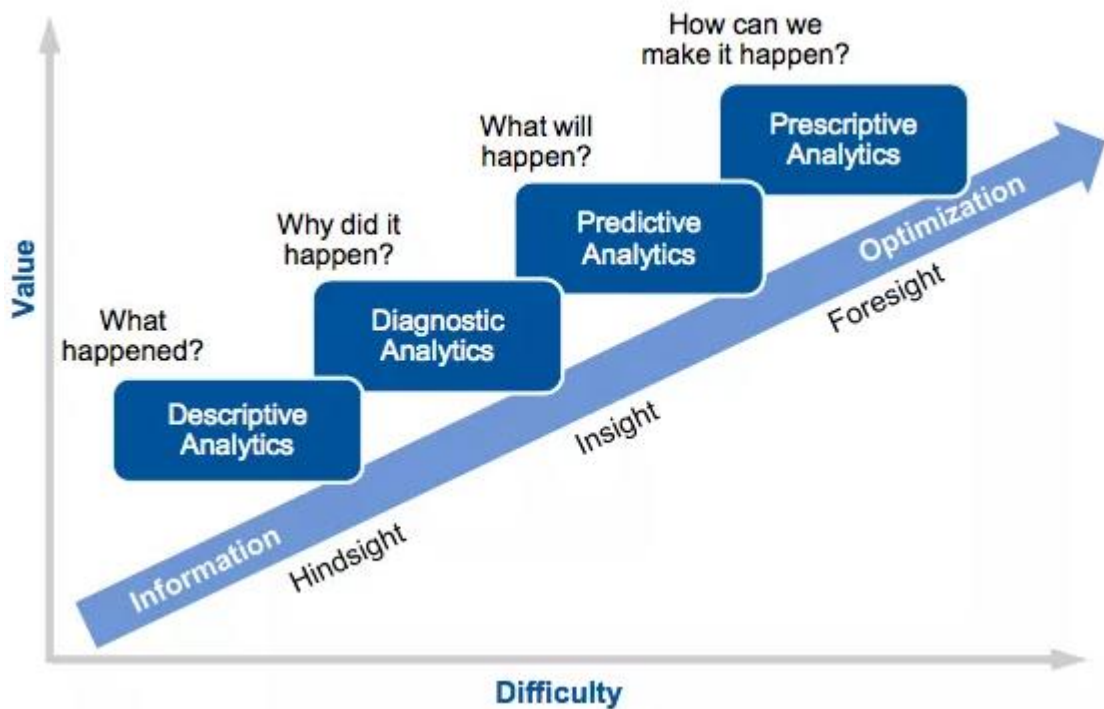 How can we
make it happen?
Prescriptive
Analytics
What will
happen?
Predictive
Analytics
Why did it
happen?
Diagnostic
Analytics
What
happened?
Descriptive
Analytics
Value
Information
Hindsight
Insight
Foresight
Optimization
Difficulty